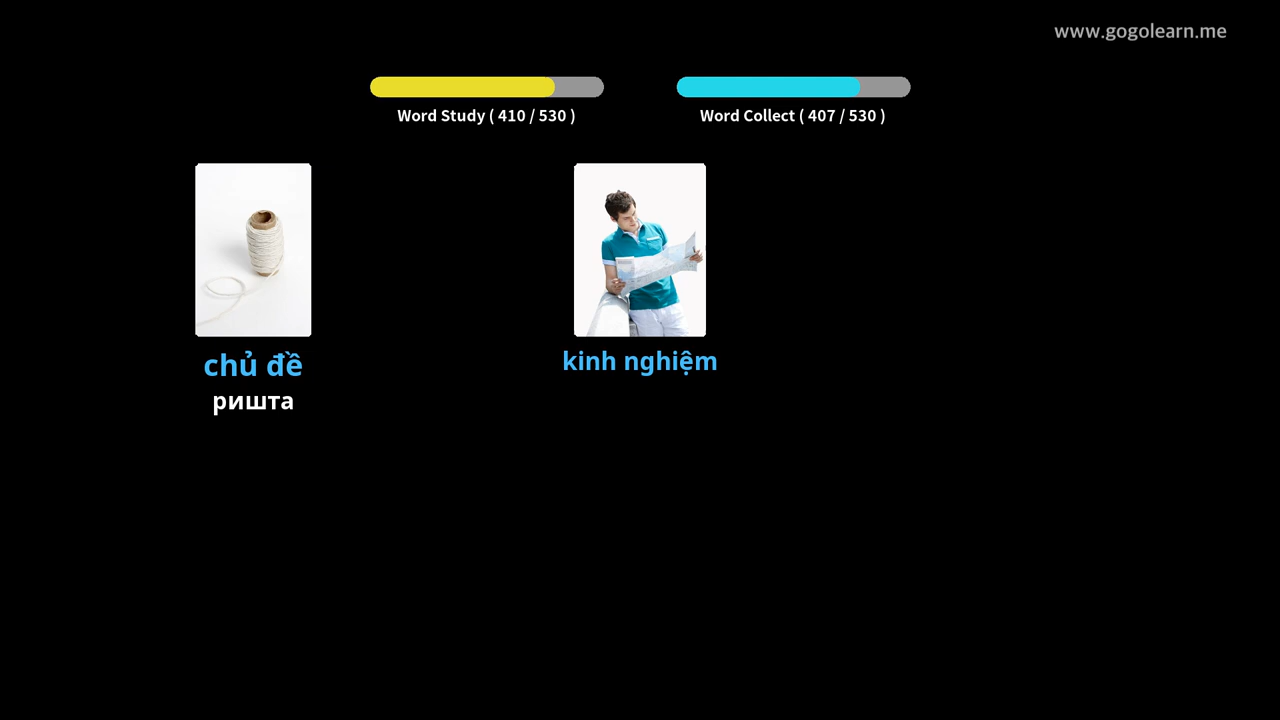 www.gogolearn.me
Word Study ( 410 / 530 )
Word Collect ( 407 / 530 )
chủ đề
ришта
kinh nghiệm